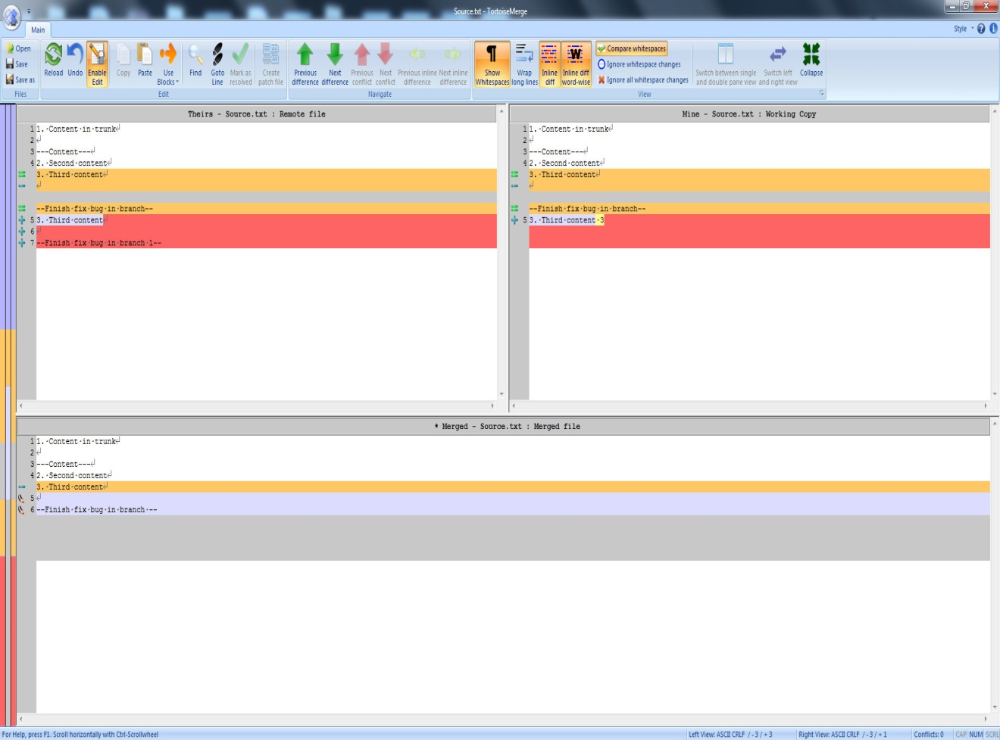 Source.txt - TortoiseMerge
Main
Style
Open
Save
Save as
Files
Reload
Undo
Enable Edit
Copy
Paste
Use Blocks
Find
Goto Line
Mark as resolved
Create patch file
Edit
Previous difference
Next difference
Previous conflict
Next conflict
Previous inline difference
Next inline difference
Navigate
Show Whitespaces
Wrap long lines
Inline diff
Inline diff word-wise
Compare whitespaces
Ignore whitespace changes
Ignore all whitespace changes
Switch between single and double pane view
Switch left and right view
Collapse
View
Theirs - Source.txt : Remote file
1 1.·Content·in·trunk↵
2 ↵
3 ---Content---↵
4 2.·Second·content↵
3.·Third·content↵
↵
--Finish·fix·bug·in·branch--
5 3.·Third·content↵
6 ↵
7 --Finish·fix·bug·in·branch·1--
Mine - Source.txt : Working Copy
1 1.·Content·in·trunk↵
2 ↵
3 ---Content---↵
4 2.·Second·content↵
3.·Third·content↵
↵
--Finish·fix·bug·in·branch--
5 3.·Third·content·3
* Merged - Source.txt : Merged file
1 1.·Content·in·trunk↵
2 ↵
3 ---Content---↵
4 2.·Second·content↵
3.·Third·content↵
5 ↵
6 --Finish·fix·bug·in·branch·--
For Help, press F1. Scroll horizontally with Ctrl-Scrollwheel
Left View: ASCII CRLF / - 3 / + 3
Right View: ASCII CRLF / - 3 / + 1
Conflicts: 0
CAP NUM SCRL